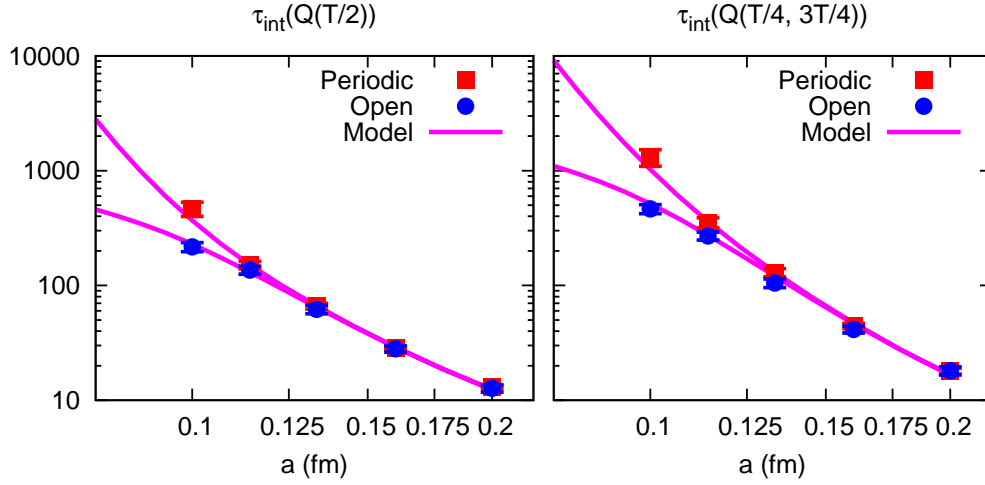 τint(Q(T/2))
10000
1000
100
10
Periodic
Open
Model
0.1
0.125
0.15
0.175
0.2
a (fm)
τint(Q(T/4, 3T/4))
Periodic
Open
Model
0.1
0.125
0.15
0.175
0.2
a (fm)